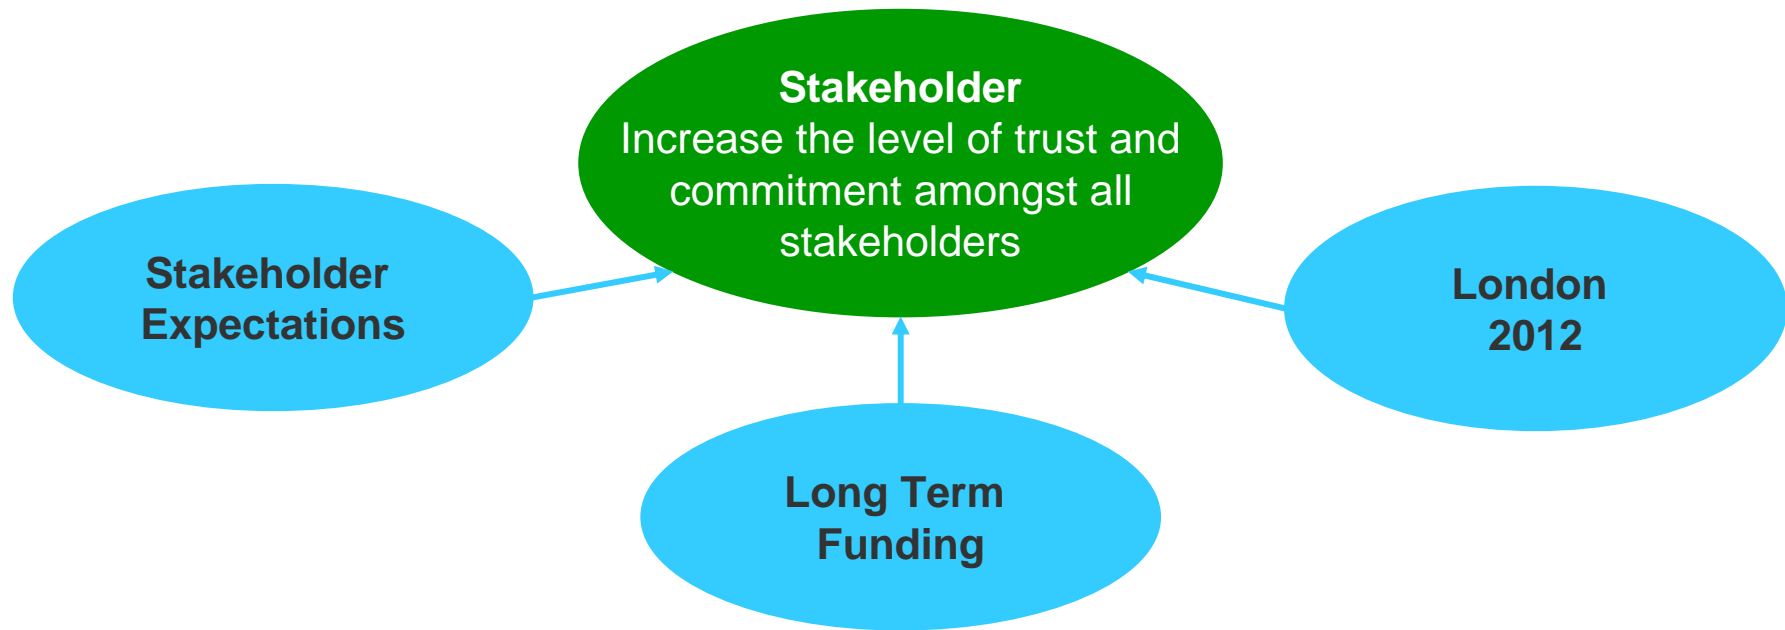 Stakeholder
Increase the level of trust and
commitment amongst all
stakeholders
Stakeholder
Expectations
London
2012
Long Term
Funding